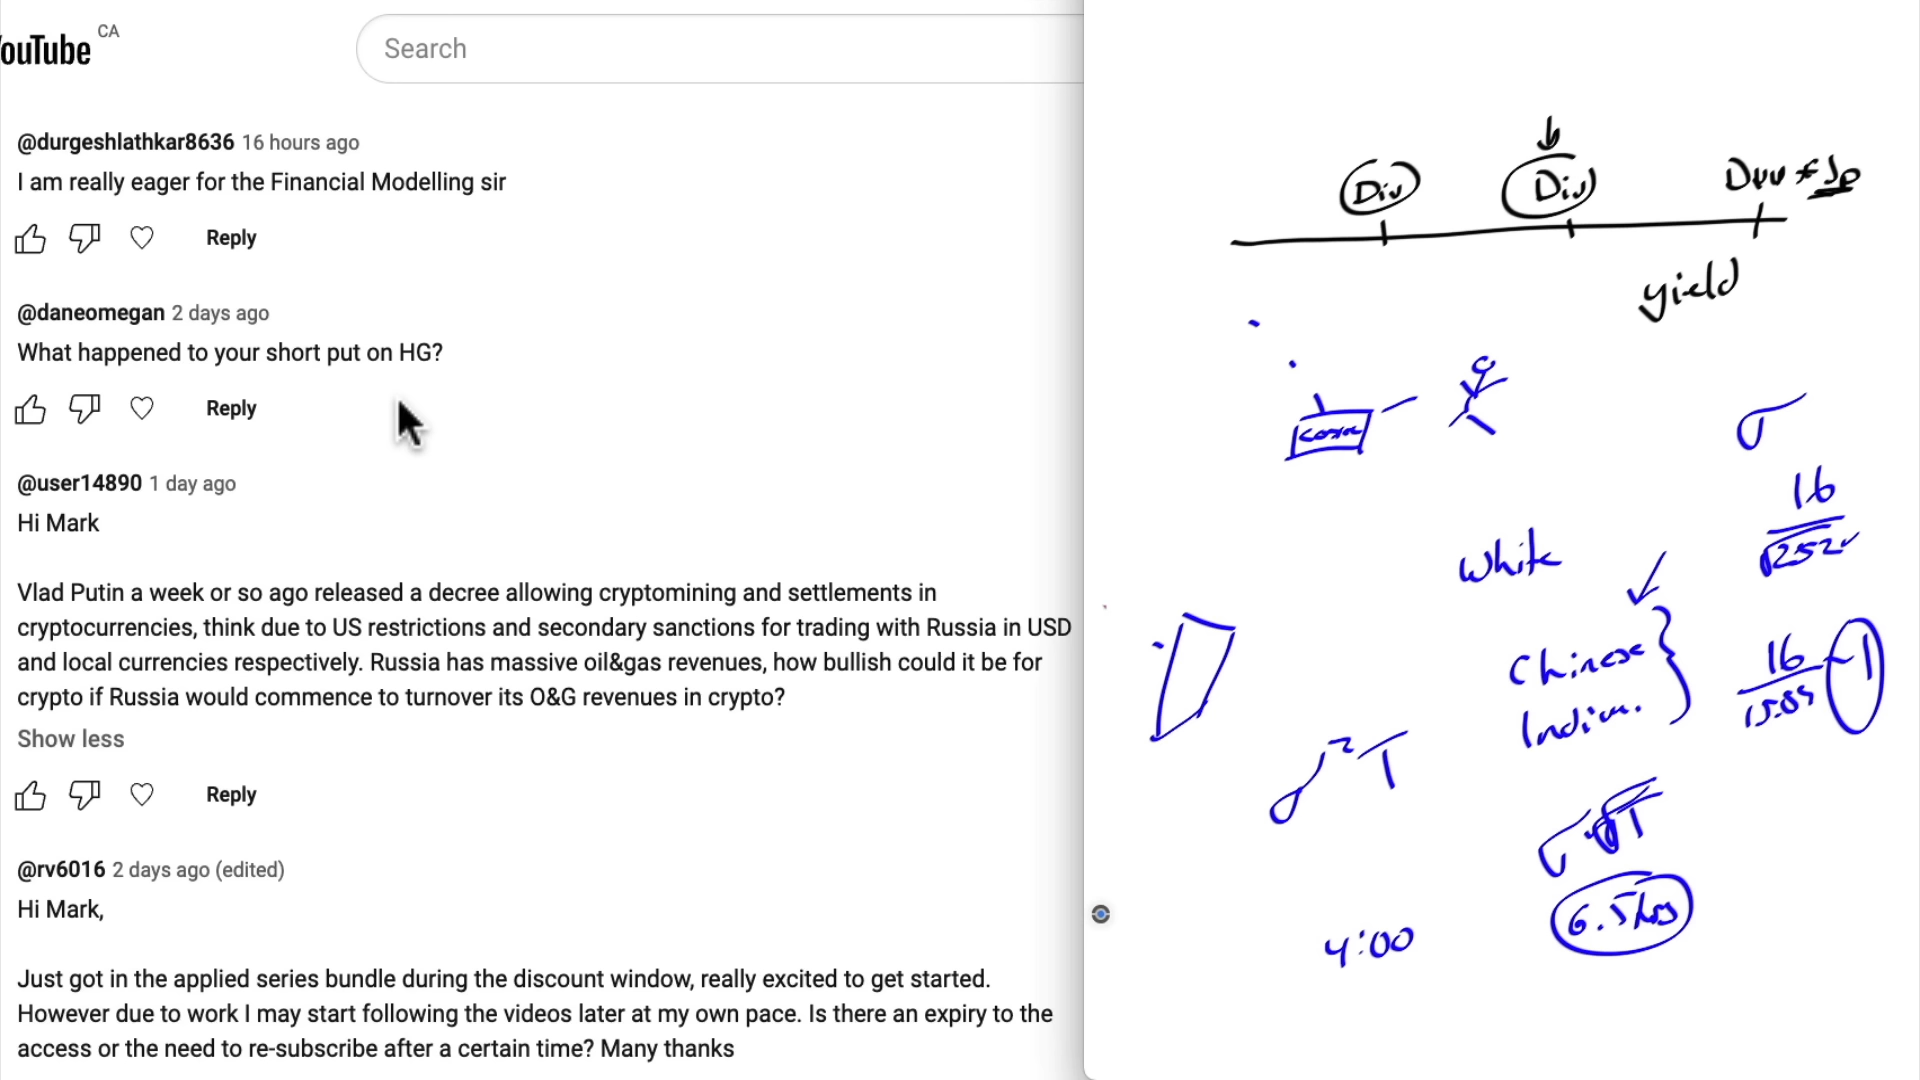 ouTube CA
Search
@durgeshlathkar8636 16 hours ago
I am really eager for the Financial Modelling sir
Reply
@daneomegan 2 days ago
What happened to your short put on HG?
Reply
@user14890 1 day ago
Hi Mark
Vlad Putin a week or so ago released a decree allowing cryptomining and settlements in
cryptocurrencies, think due to US restrictions and secondary sanctions for trading with Russia in USD
and local currencies respectively. Russia has massive oil&gas revenues, how bullish could it be for
crypto if Russia would commence to turnover its O&G revenues in crypto?
Show less
Reply
@rv6016 2 days ago (edited)
Hi Mark,
Just got in the applied series bundle during the discount window, really excited to get started.
However due to work I may start following the videos later at my own pace. Is there an expiry to the
access or the need to re-subscribe after a certain time? Many thanks
Div Div
yield
σ
16
√252
White
Chinese
16
σ²T
σ√T
6.5hrs
4:00